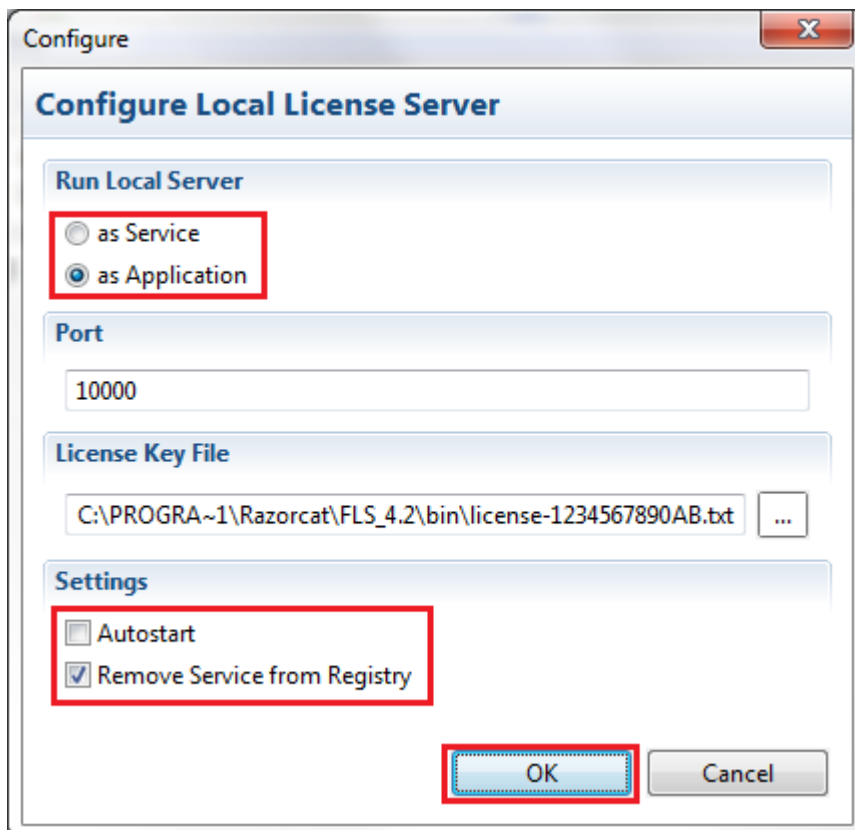 Configure
Configure Local License Server
Run Local Server
as Service
as Application
Port
10000
License Key File
C:\PROGRA~1\Razorcat\FLS_4.2\bin\license-1234567890AB.txt ...
Settings
Autostart
Remove Service from Registry
OK Cancel